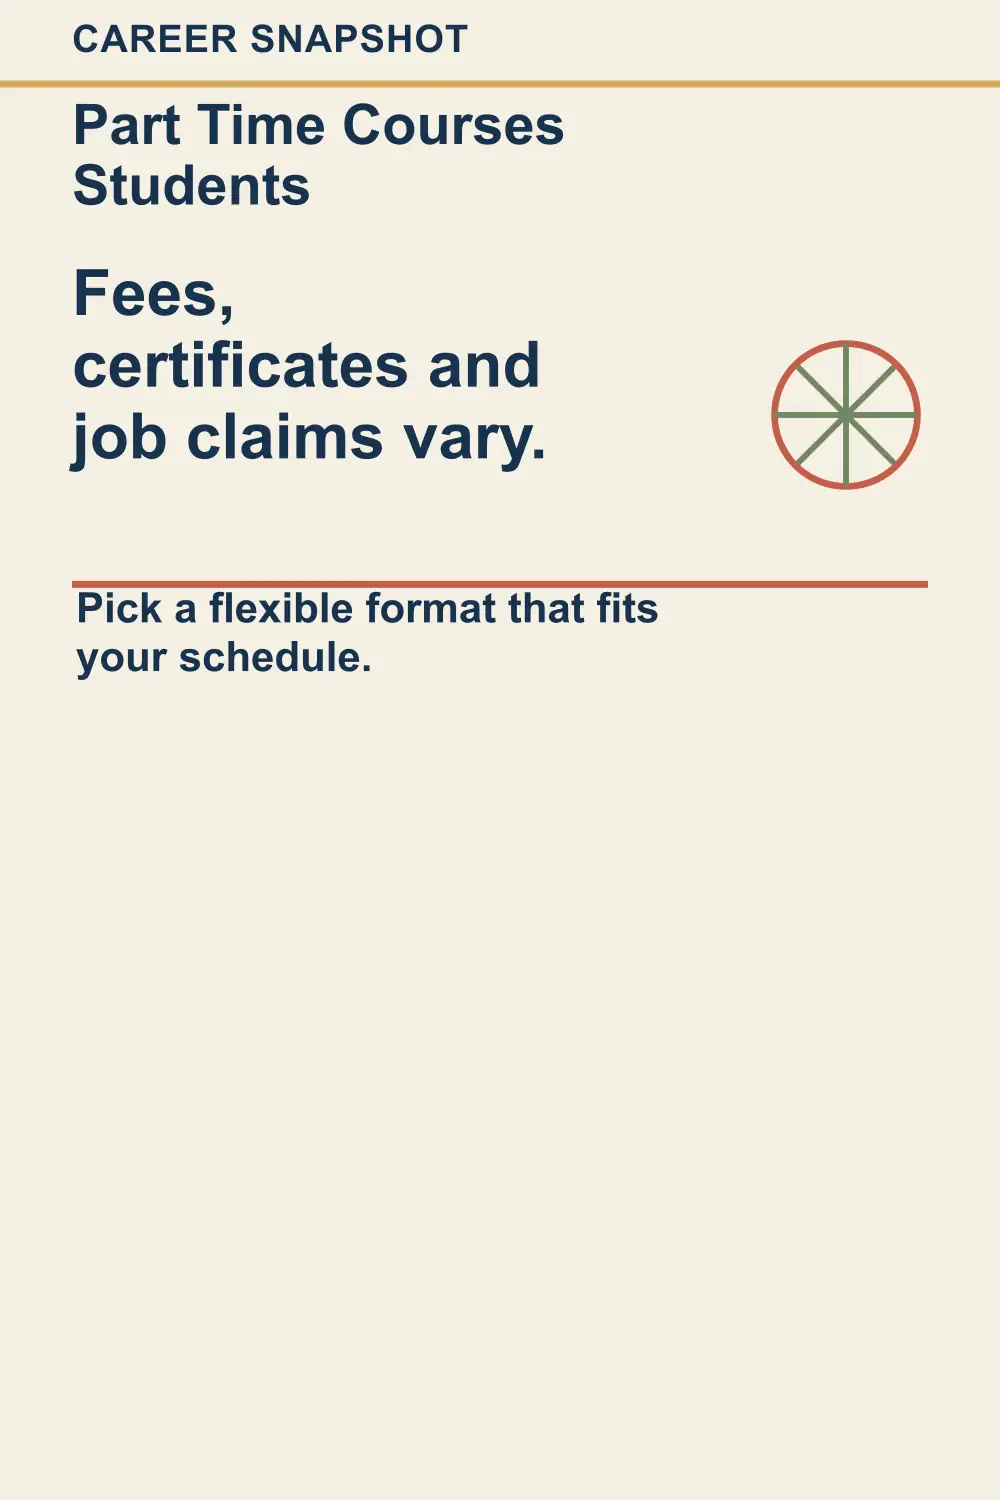 CAREER SNAPSHOT
Part Time Courses
Students
Fees,
certificates and
job claims vary.
Pick a flexible format that fits
your schedule.